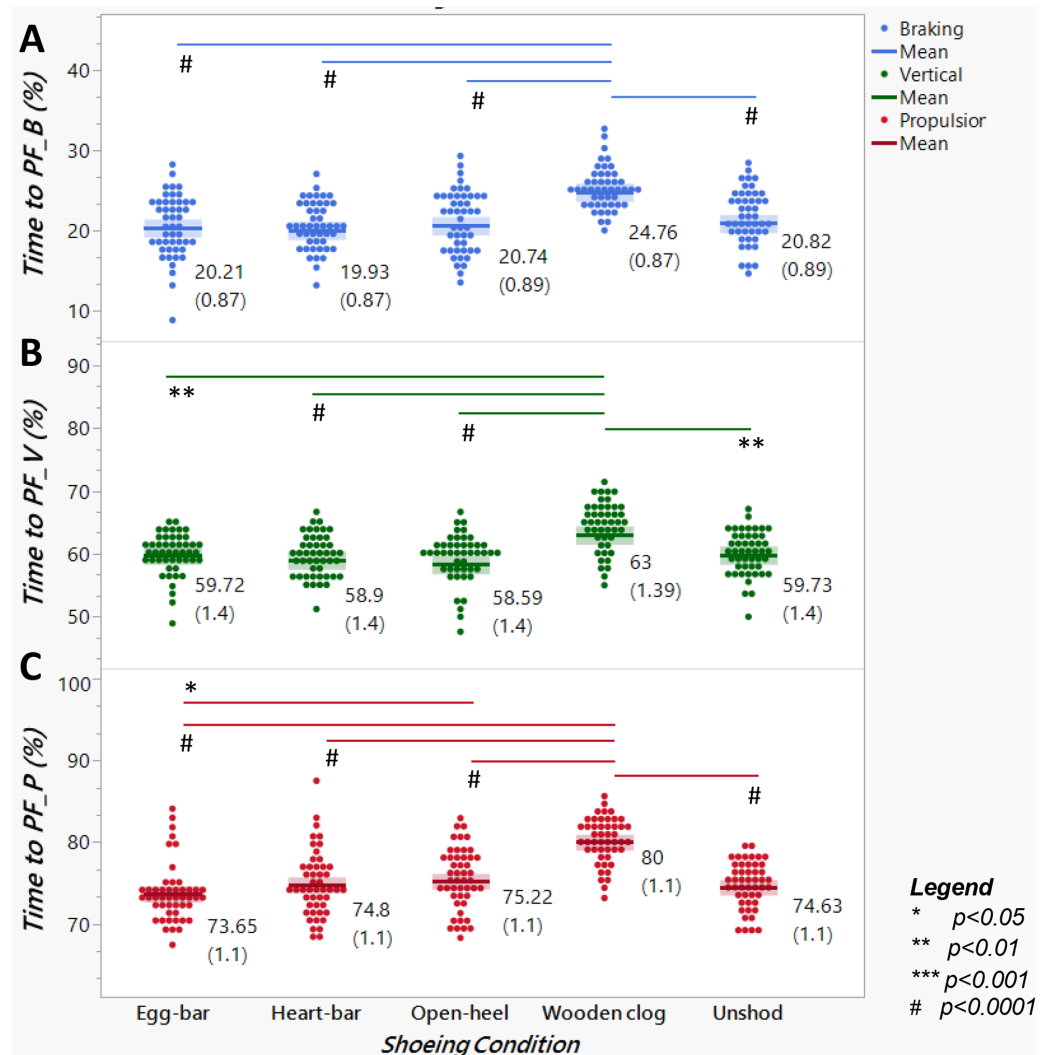 A
Time to PF_B (%)
40
30
20
10
#
#
#
#
20.21
(0.87)
19.93
(0.87)
20.74
(0.89)
24.76
(0.87)
20.82
(0.89)
Braking
Mean
Vertical
Mean
Propulsion
Mean
B
Time to PF_V (%)
90
80
70
60
50
**
#
#
**
59.72
(1.4)
58.9
(1.4)
58.59
(1.4)
63
(1.39)
59.73
(1.4)
C
Time to PF_P (%)
100
90
80
70
*
#
#
#
#
73.65
(1.1)
74.8
(1.1)
75.22
(1.1)
80
(1.1)
74.63
(1.1)
Egg-bar Heart-bar Open-heel Wooden clog Unshod
Shoeing Condition
Legend
* p<0.05
** p<0.01
*** p<0.001
# p<0.0001